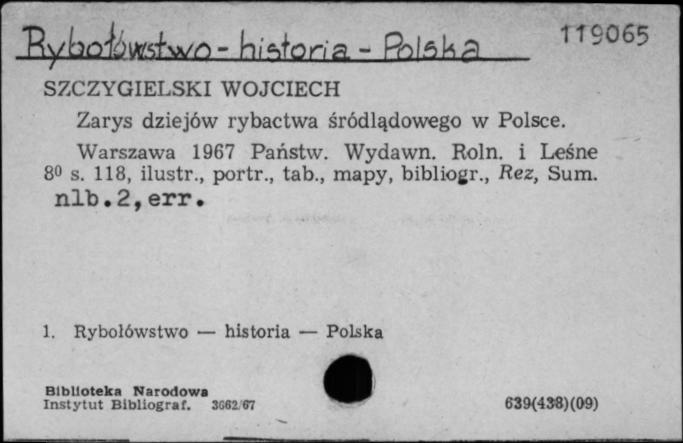 Rybołówstwo - historia - Polska 119065
SZCZYGIELSKI WOJCIECH
Zarys dziejów rybactwa śródlądowego w Polsce.
Warszawa 1967 Państw. Wydawn. Roln. i Leśne
8⁰ s. 118, ilustr., portr., tab., mapy, bibliogr., Rez, Sum.
nlb.2,err.
1. Rybołówstwo — historia — Polska
Biblioteka Narodowa
Instytut Bibliograf. 3662/67 639(438)(09)